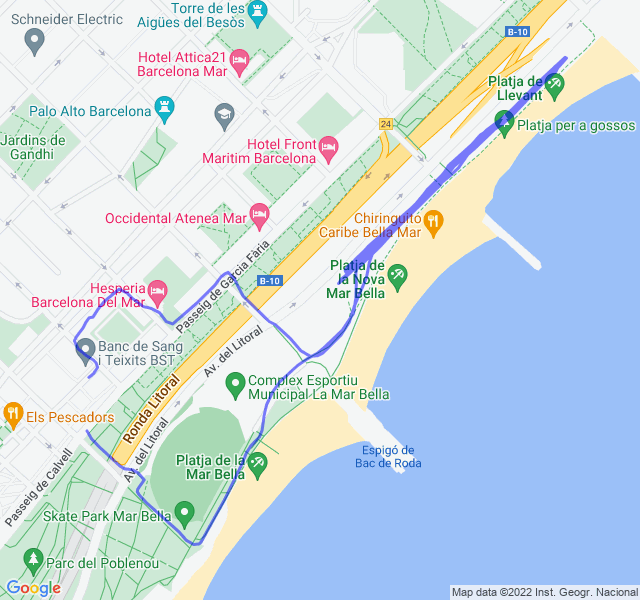 Torre de les
Aigües del Besòs
Schneider Electric
B-10
Hotel Attica21
Barcelona Mar
Platja de
Llevant
Palo Alto Barcelona
24
Platja per a gossos
Jardins de
Gandhi
Hotel Front
Maritim Barcelona
Occidental Atenea Mar
Chiringuito
Caribe Bella Mar
Passeig de Garcia Fària
B-10
Platja de
la Nova
Mar Bella
Hesperia
Barcelona Del Mar
Av. del Litoral
Banc de Sang
i Teixits BST
Complex Esportiu
Municipal La Mar Bella
Ronda Litoral
Els Pescadors
Av. del Litoral
Platja de la
Mar Bella
Espigó de
Bac de Roda
Passeig de Calvell
Skate Park Mar Bella
Parc del Poblenou
Google
Map data ©2022 Inst. Geogr. Nacional